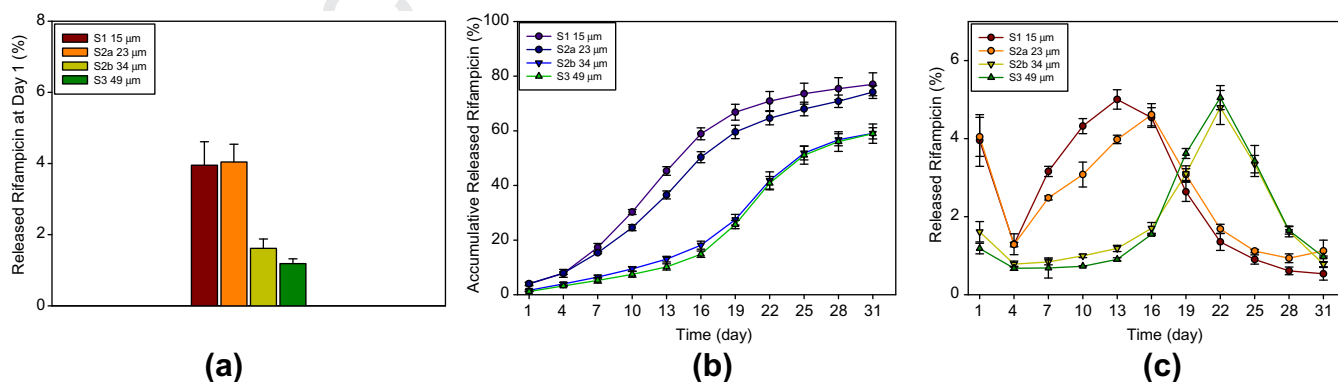 Released Rifampicin at Day 1 (%)
8
6
4
2
0
S1 15 μm
S2a 23 μm
S2b 34 μm
S3 49 μm
(a)
Accumulative Released Rifampicin (%)
100
80
60
40
20
0
S1 15 μm
S2a 23 μm
S2b 34 μm
S3 49 μm
1 4 7 10 13 16 19 22 25 28 31
Time (day)
(b)
Released Rifampicin (%)
6
4
2
0
S1 15 μm
S2a 23 μm
S2b 34 μm
S3 49 μm
1 4 7 10 13 16 19 22 25 28 31
Time (day)
(c)